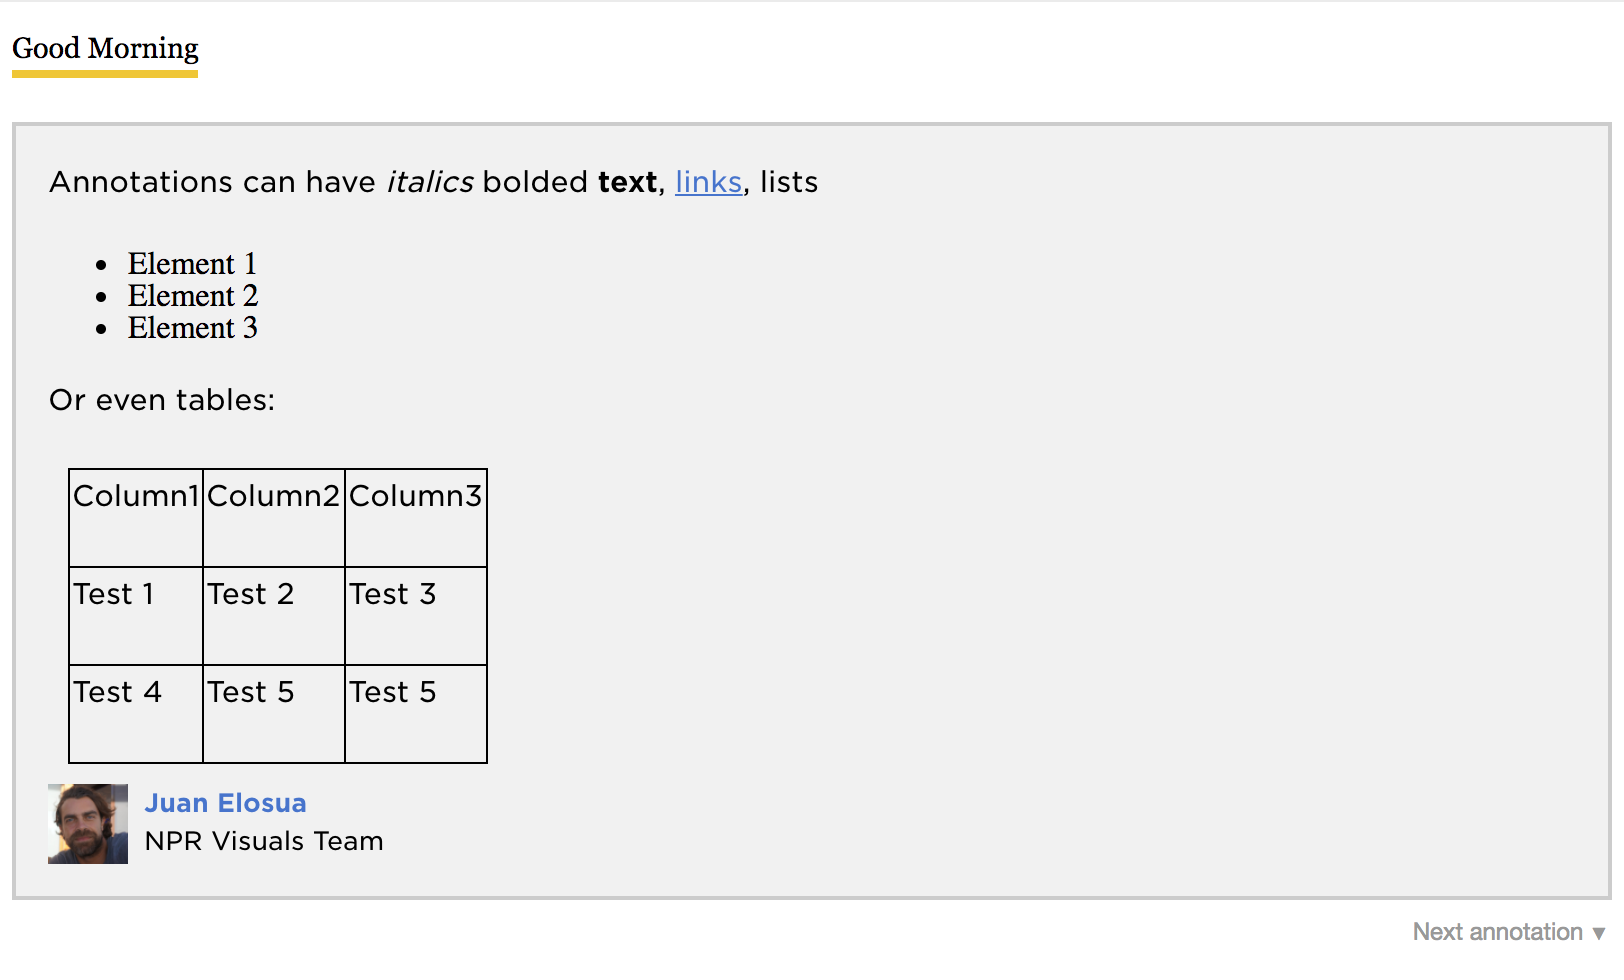 Good Morning
Annotations can have italics bolded text, links, lists
• Element 1
• Element 2
• Element 3
Or even tables:
Column1 Column2 Column3
Test 1 Test 2 Test 3
Test 4 Test 5 Test 5
Juan Elosua
NPR Visuals Team
Next annotation ▼